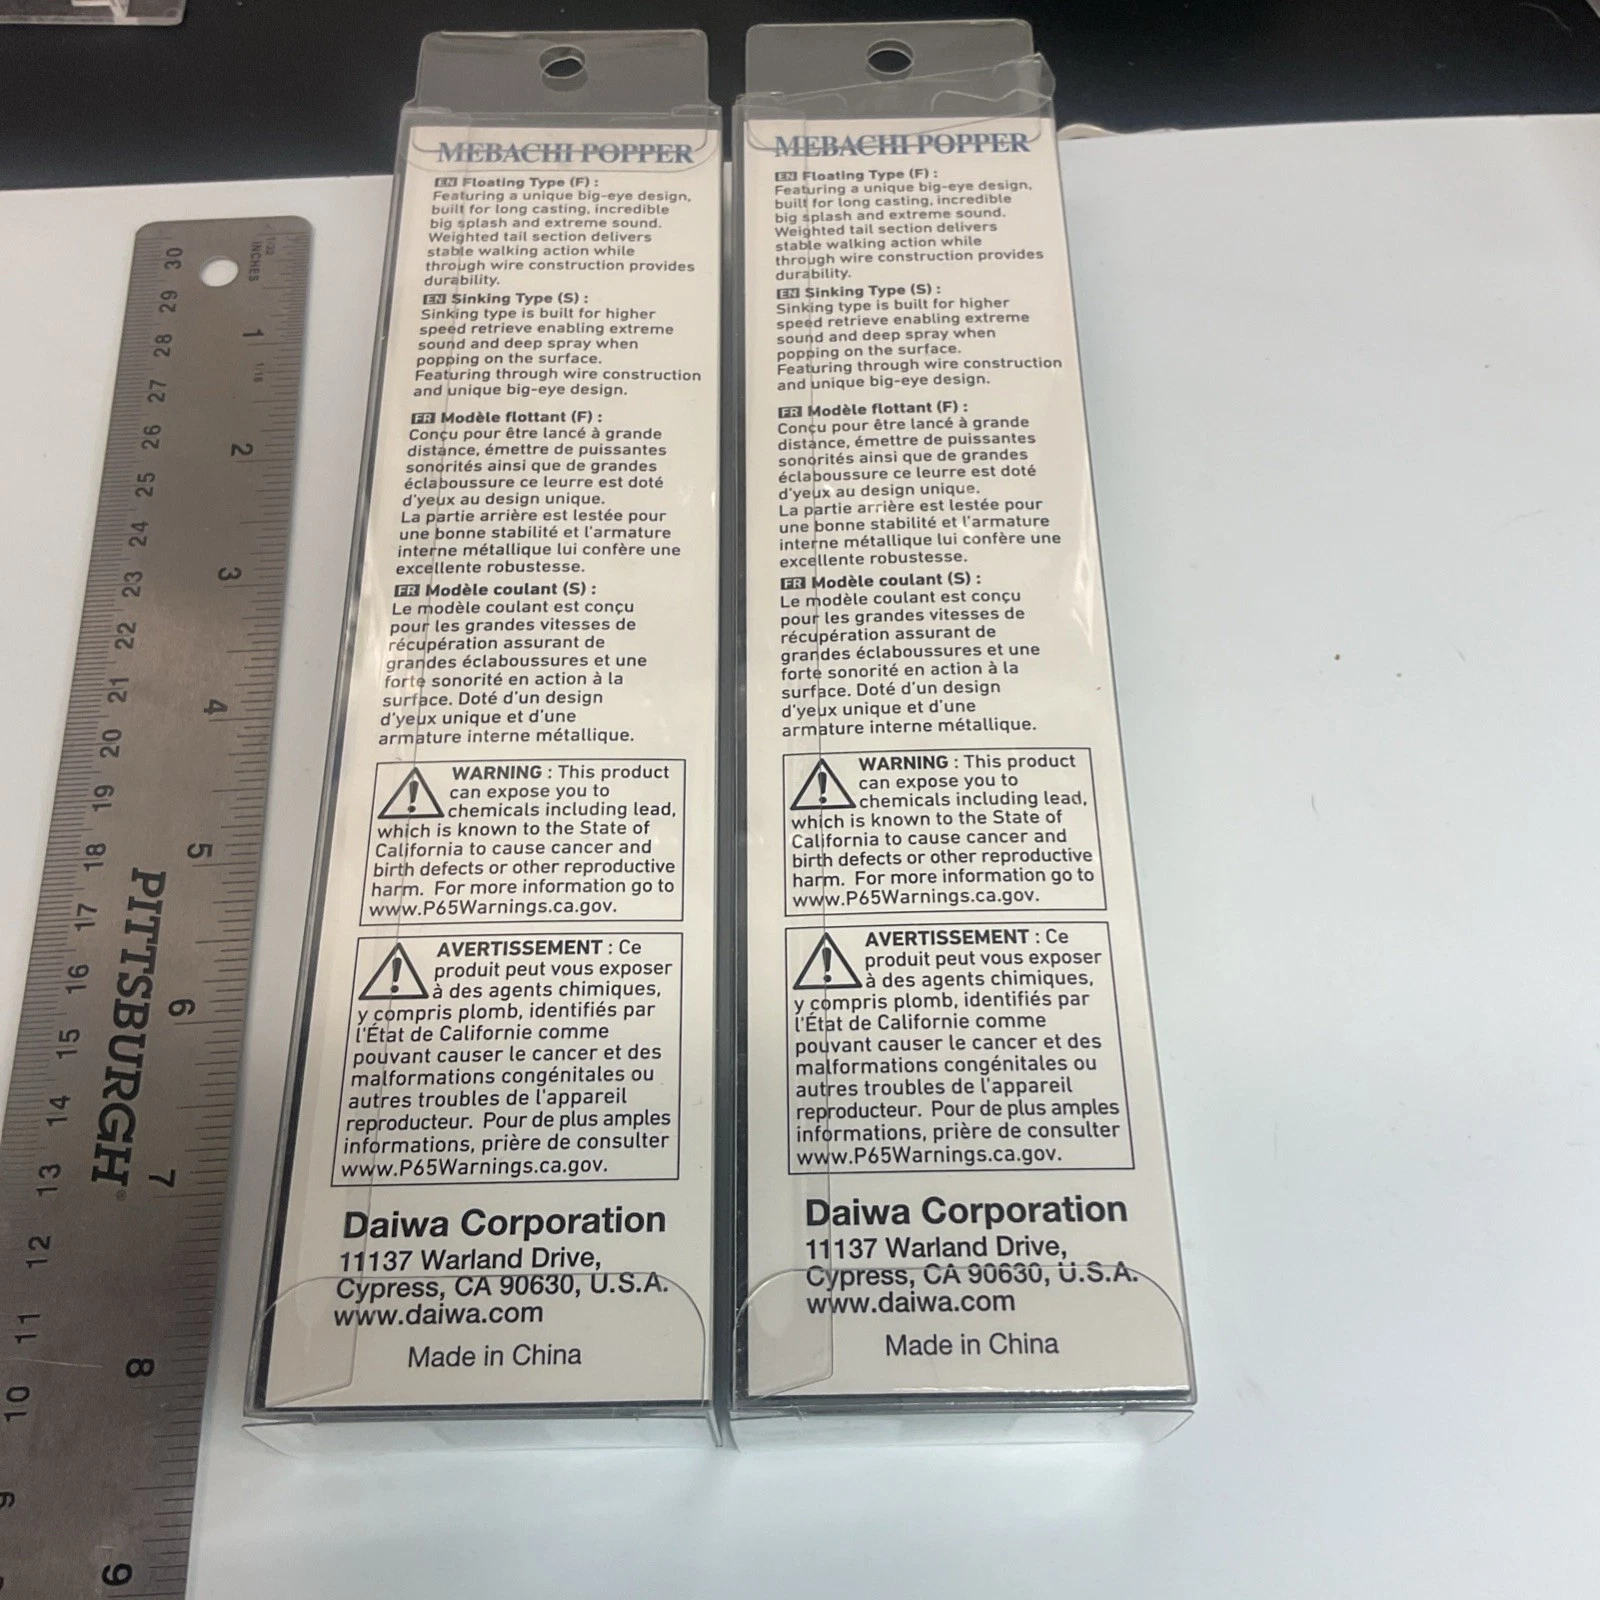 MEBACHI POPPER
EN Floating Type (F) :
Featuring a unique big-eye design,
built for long casting, incredible
big splash and extreme sound.
Weighted tail section delivers
stable walking action while
through wire construction provides
durability.
EN Sinking Type (S) :
Sinking type is built for higher
speed retrieve enabling extreme
sound and deep spray when
popping on the surface.
Featuring through wire construction
and unique big-eye design.
FR Modèle flottant (F) :
Conçu pour être lancé à grande
distance, émettre de puissantes
sonorités ainsi que de grandes
éclaboussure ce leurre est doté
d'yeux au design unique.
La partie arrière est lestée pour
une bonne stabilité et l'armature
interne métallique lui confère une
excellente robustesse.
FR Modèle coulant (S) :
Le modèle coulant est conçu
pour les grandes vitesses de
récupération assurant de
grandes éclaboussures et une
forte sonorité en action à la
surface. Doté d'un design
d'yeux unique et d'une
armature interne métallique.
WARNING : This product
can expose you to
chemicals including lead,
which is known to the State of
California to cause cancer and
birth defects or other reproductive
harm. For more information go to
www.P65Warnings.ca.gov.
AVERTISSEMENT : Ce
produit peut vous exposer
à des agents chimiques,
y compris plomb, identifiés par
l'État de Californie comme
pouvant causer le cancer et des
malformations congénitales ou
autres troubles de l'appareil
reproducteur. Pour de plus amples
informations, prière de consulter
www.P65Warnings.ca.gov.
Daiwa Corporation
11137 Warland Drive,
Cypress, CA 90630, U.S.A.
www.daiwa.com
Made in China
MEBACHI POPPER
EN Floating Type (F) :
Featuring a unique big-eye design,
built for long casting, incredible
big splash and extreme sound.
Weighted tail section delivers
stable walking action while
through wire construction provides
durability.
EN Sinking Type (S) :
Sinking type is built for higher
speed retrieve enabling extreme
sound and deep spray when
popping on the surface.
Featuring through wire construction
and unique big-eye design.
FR Modèle flottant (F) :
Conçu pour être lancé à grande
distance, émettre de puissantes
sonorités ainsi que de grandes
éclaboussure ce leurre est doté
d'yeux au design unique.
La partie arrière est lestée pour
une bonne stabilité et l'armature
interne métallique lui confère une
excellente robustesse.
FR Modèle coulant (S) :
Le modèle coulant est conçu
pour les grandes vitesses de
récupération assurant de
grandes éclaboussures et une
forte sonorité en action à la
surface. Doté d'un design
d'yeux unique et d'une
armature interne métallique.
WARNING : This product
can expose you to
chemicals including lead,
which is known to the State of
California to cause cancer and
birth defects or other reproductive
harm. For more information go to
www.P65Warnings.ca.gov.
AVERTISSEMENT : Ce
produit peut vous exposer
à des agents chimiques,
y compris plomb, identifiés par
l'État de Californie comme
pouvant causer le cancer et des
malformations congénitales ou
autres troubles de l'appareil
reproducteur. Pour de plus amples
informations, prière de consulter
www.P65Warnings.ca.gov.
Daiwa Corporation
11137 Warland Drive,
Cypress, CA 90630, U.S.A.
www.daiwa.com
Made in China
PITTSBURGH®
1/32 INCHES
1/16
1 2 3 4 5 6 7 8 9
30 29 28 27 26 25 24 23 22 21 20 19 18 17 16 15 14 13 12 11 10 9